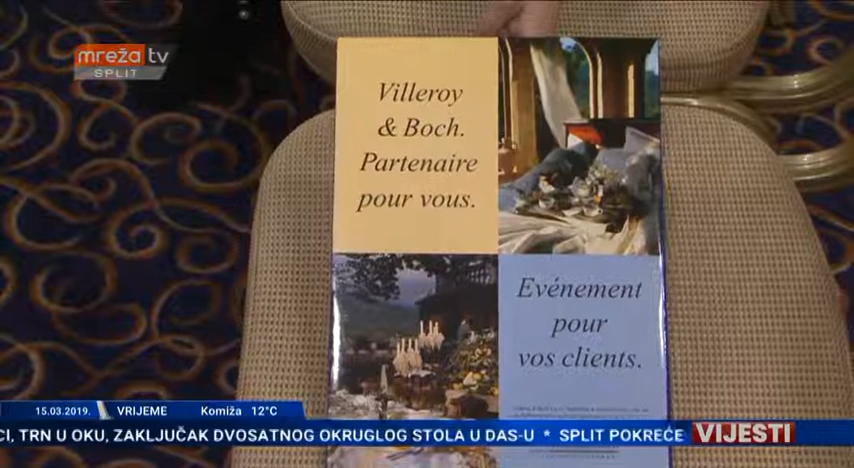 mreža tv
SPLIT
Villeroy
& Boch.
Partenaire
pour vous.
Evénement
pour
vos clients.
15.03.2019. VRIJEME Komiža 12°C
CI, TRN U OKU, ZAKLJUČAK DVOSATNOG OKRUGLOG STOLA U DAS-U * SPLIT POKREĆE
VIJESTI